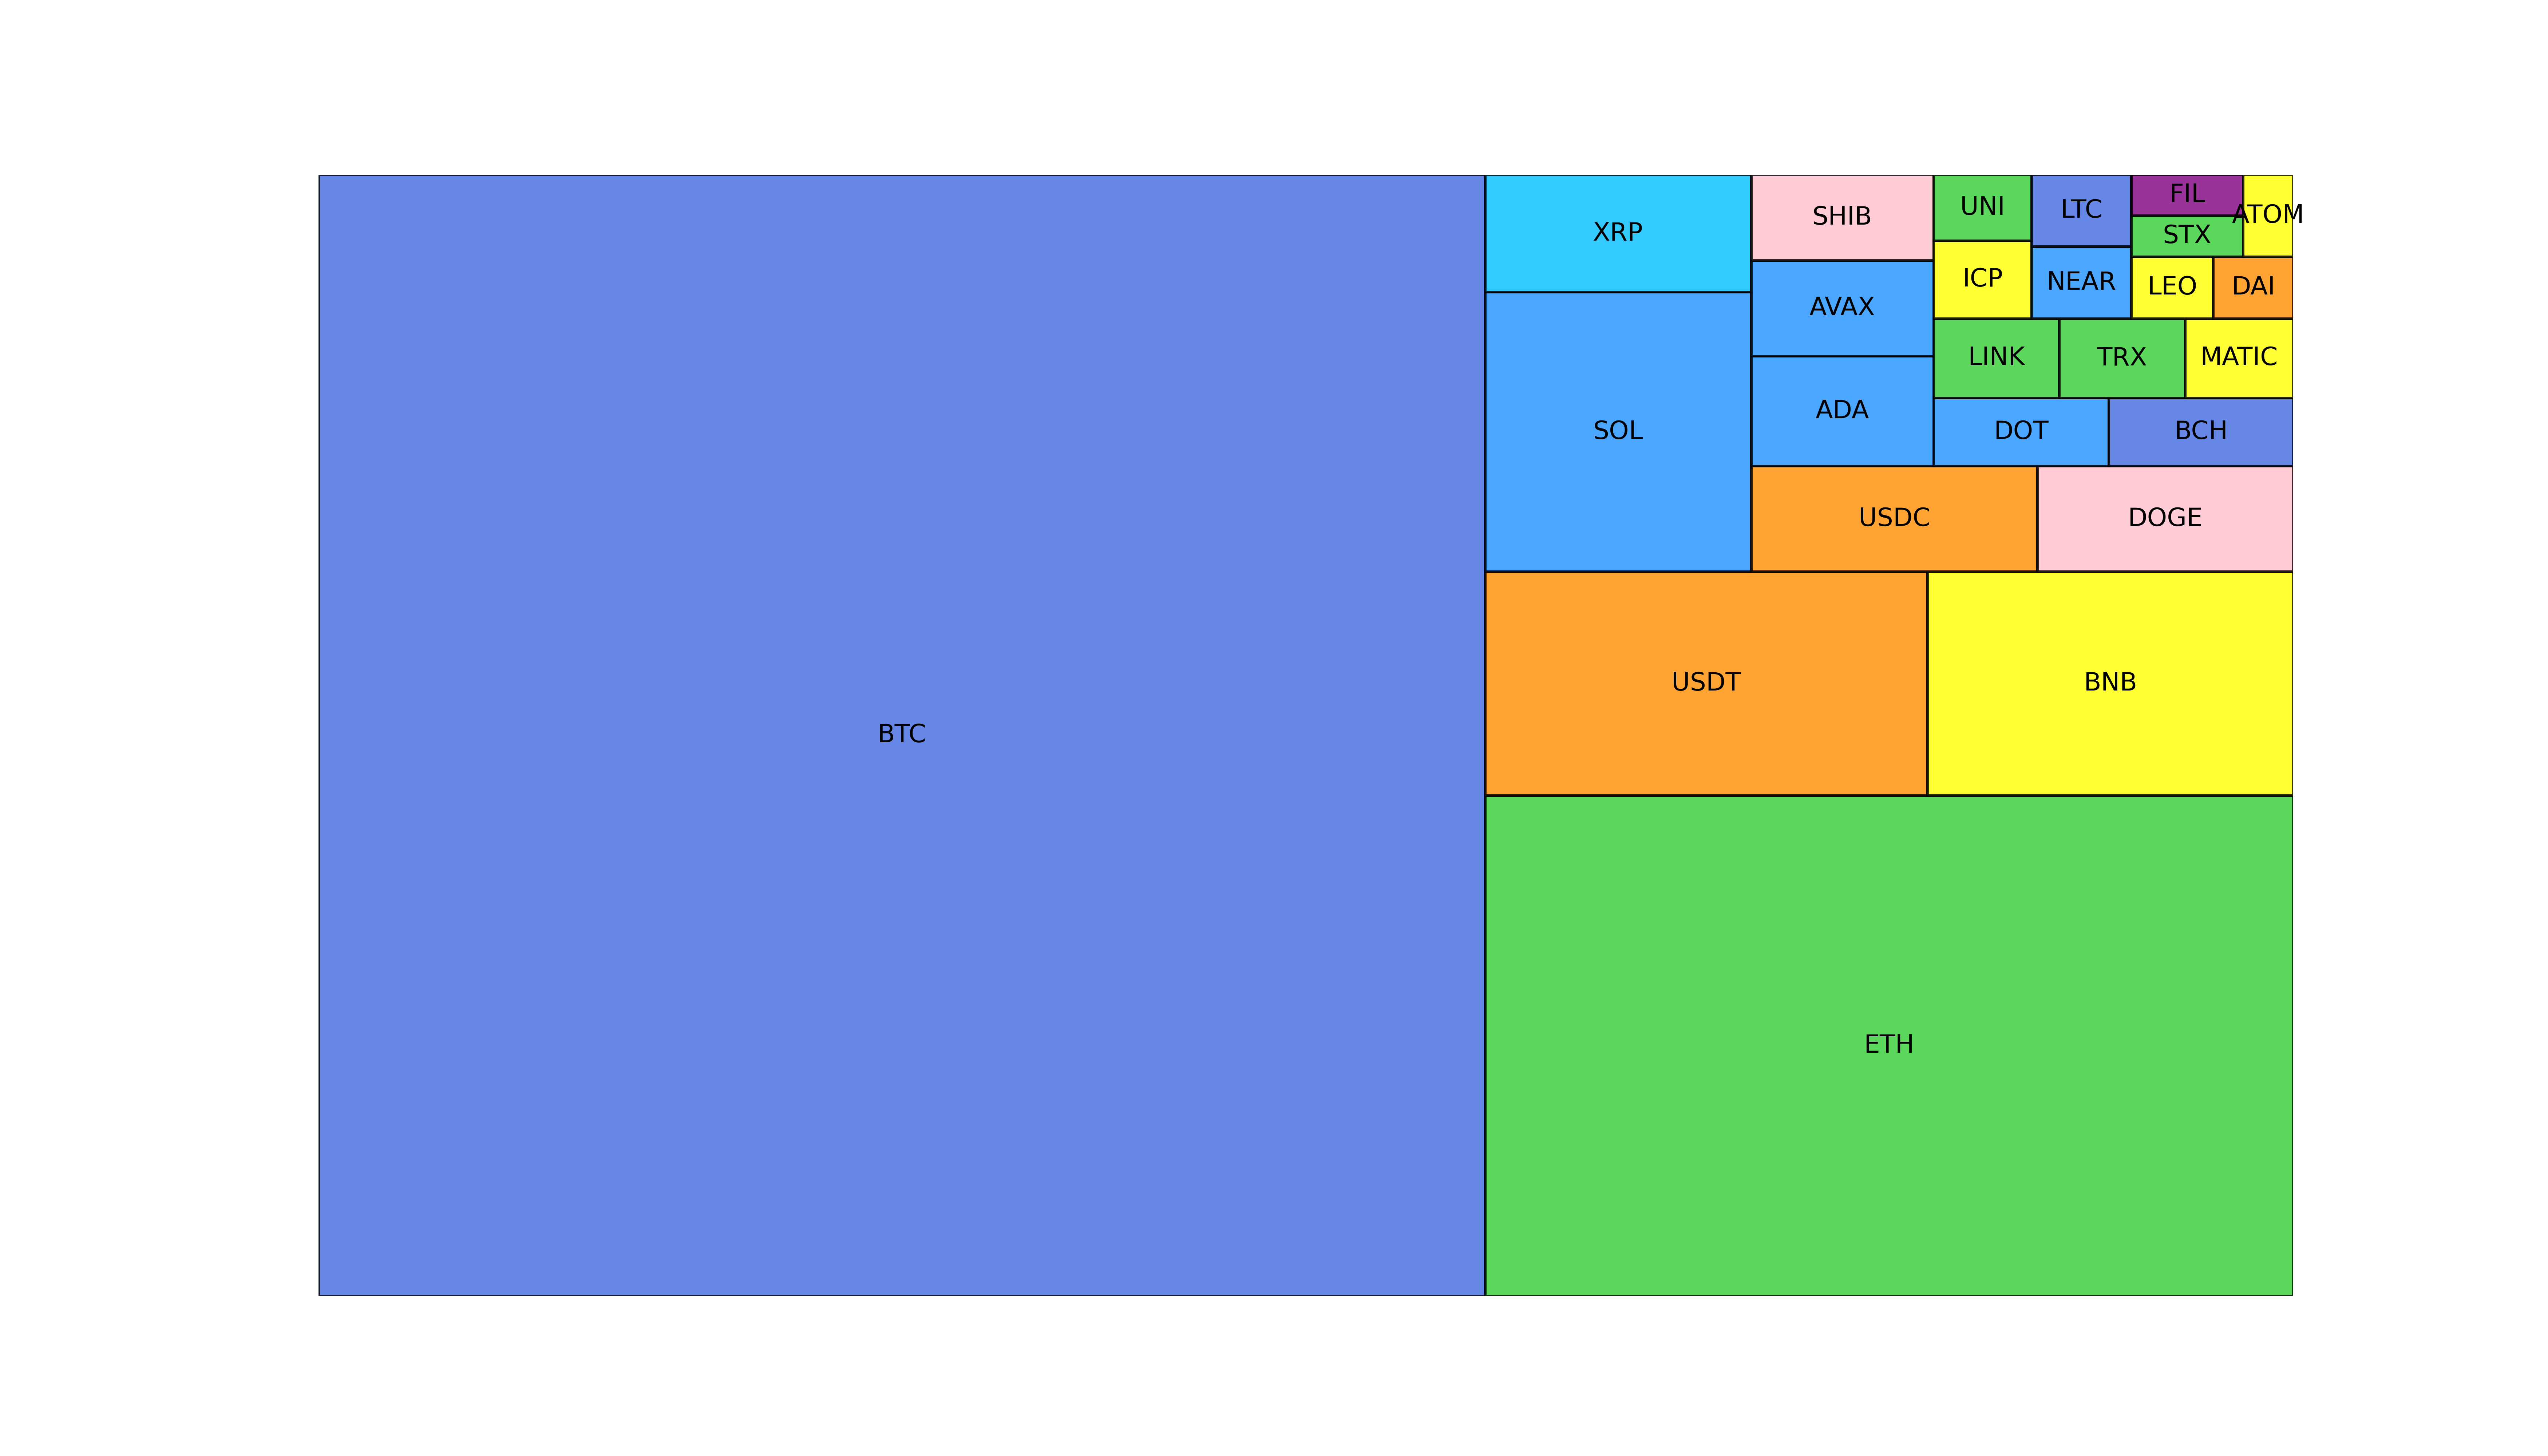 XRP
SHIB
UNI
LTC
FIL
ATOM
STX
ICP
NEAR
LEO
DAI
AVAX
LINK
TRX
MATIC
SOL
ADA
DOT
BCH
USDC
DOGE
USDT
BNB
BTC
ETH